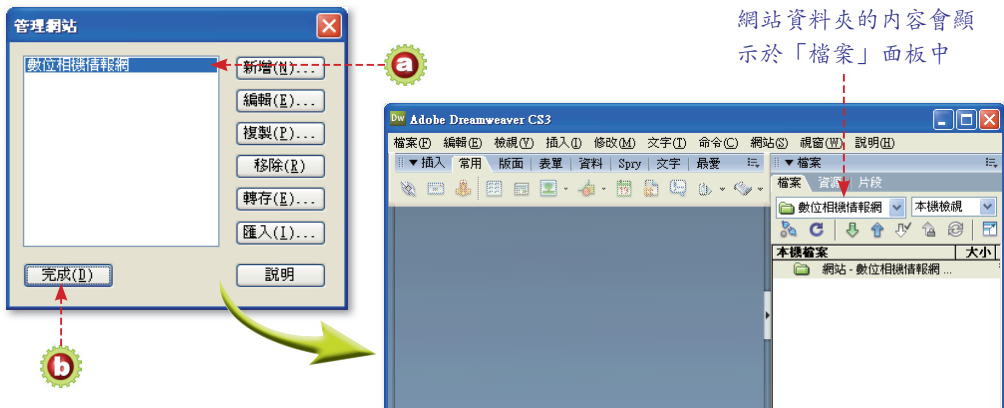 管理網站
數位相機情報網
新增(N)...
編輯(E)...
複製(P)...
移除(R)
轉存(E)...
匯入(I)...
完成(D)
說明
a
b
網站資料夾的內容會顯
示於「檔案」面板中
Dw Adobe Dreamweaver CS3
檔案(F) 編輯(E) 檢視(V) 插入(I) 修改(M) 文字(T) 命令(C) 網站(S) 視窗(W) 說明(H)
▼插入 常用 版面 表單 資料 Spry 文字 最愛
▼檔案
檔案 資源 片段
數位相機情報網 本機檢視
本機檔案 大小
網站 - 數位相機情報網 ...